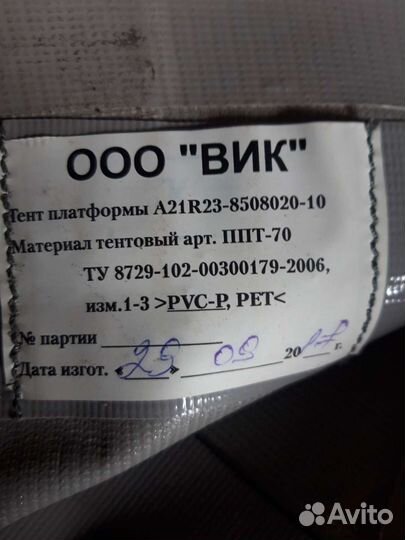 ООО "ВИК"
Тент платформы A21R23-8508020-10
Материал тентовый арт. ППТ-70
ТУ 8729-102-00300179-2006,
изм.1-3 >PVC-P, PET<
№ партии
Дата изгот. «29» 09 2017 г.
Avito